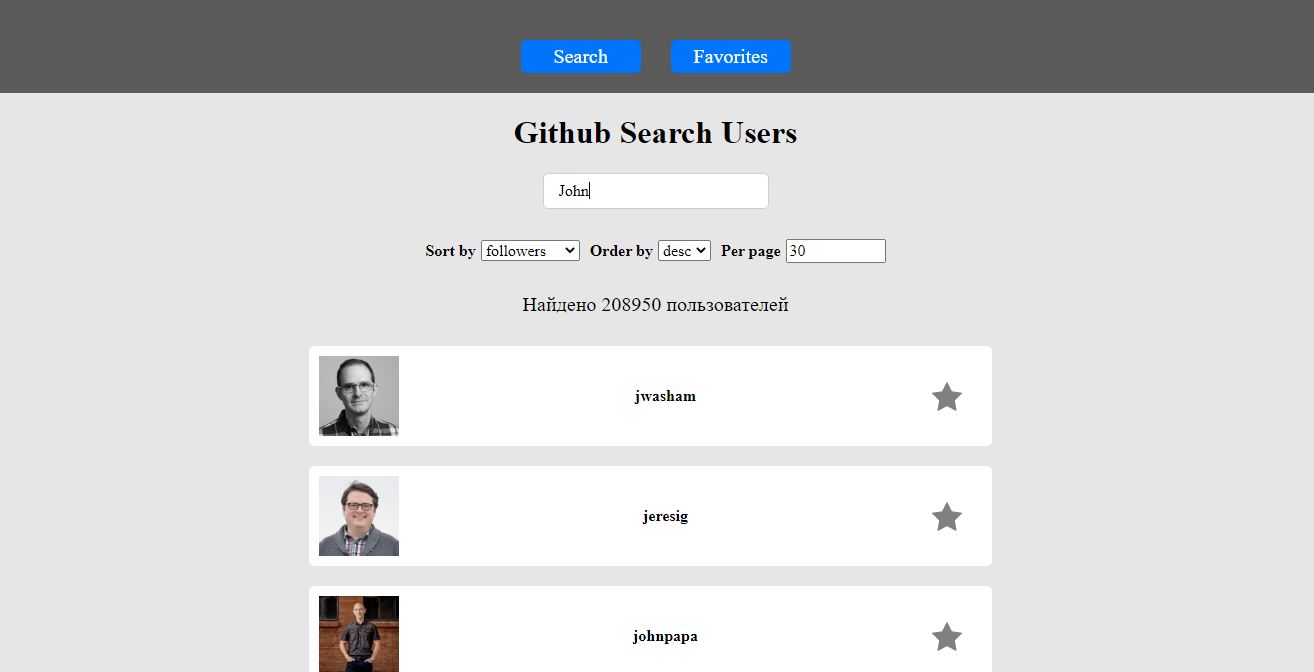 Search Favorites
Github Search Users
John
Sort by followers Order by desc Per page 30
Найдено 208950 пользователей
jwasham
jeresig
johnpapa